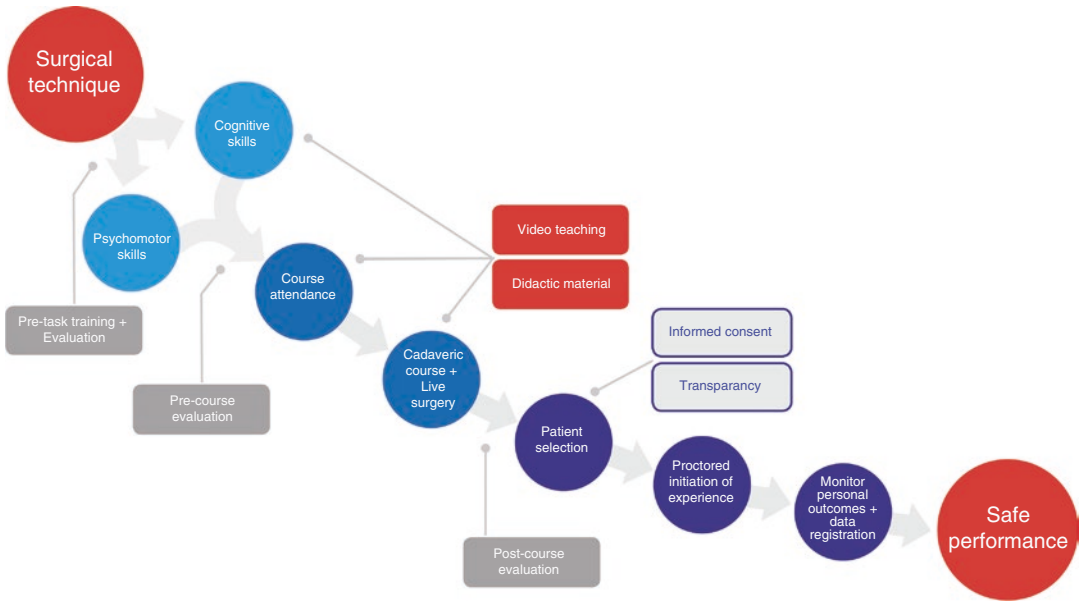 Surgical
technique
Cognitive
skills
Psychomotor
skills
Pre-task training +
Evaluation
Course
attendance
Pre-course
evaluation
Video teaching
Didactic material
Cadaveric
course +
Live
surgery
Informed consent
Transparancy
Patient
selection
Post-course
evaluation
Proctored
initiation of
experience
Monitor
personal
outcomes +
data
registration
Safe
performance